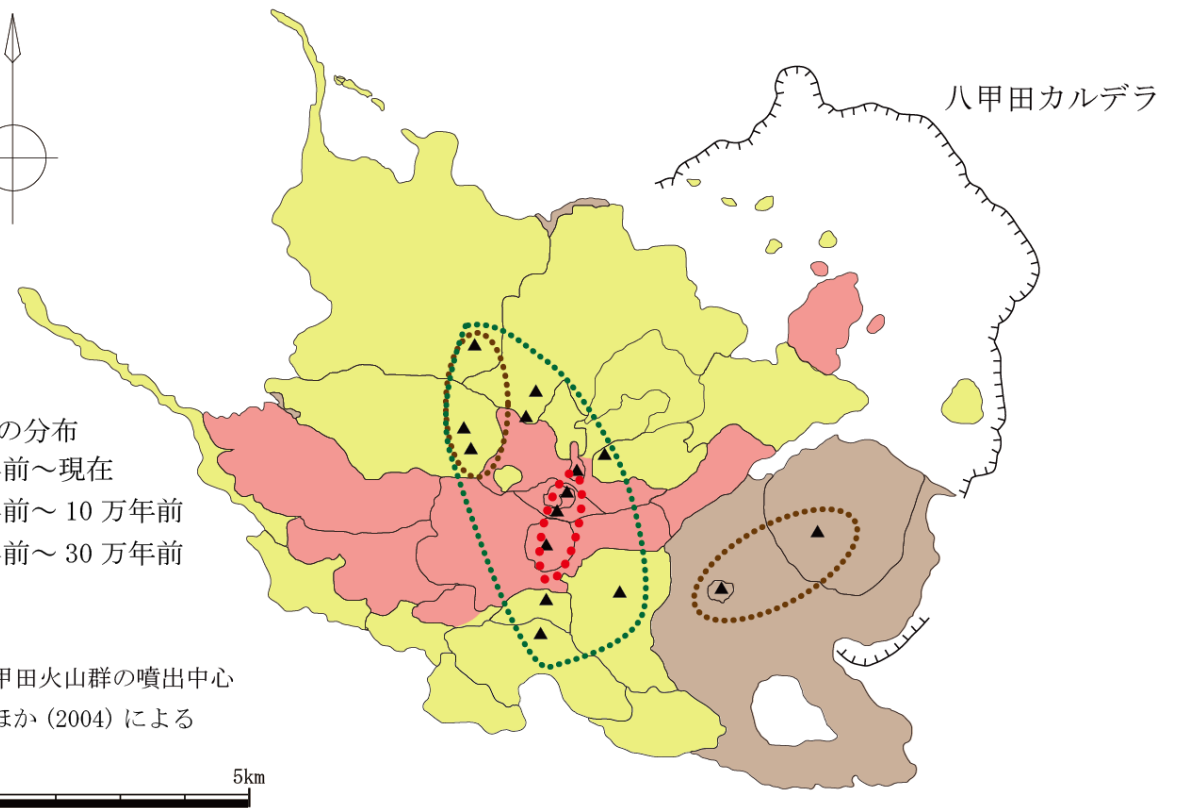 八甲田カルデラ
の分布
前～現在
前～ 10 万年前
前～ 30 万年前
甲田火山群の噴出中心
ほか (2004) による
5km